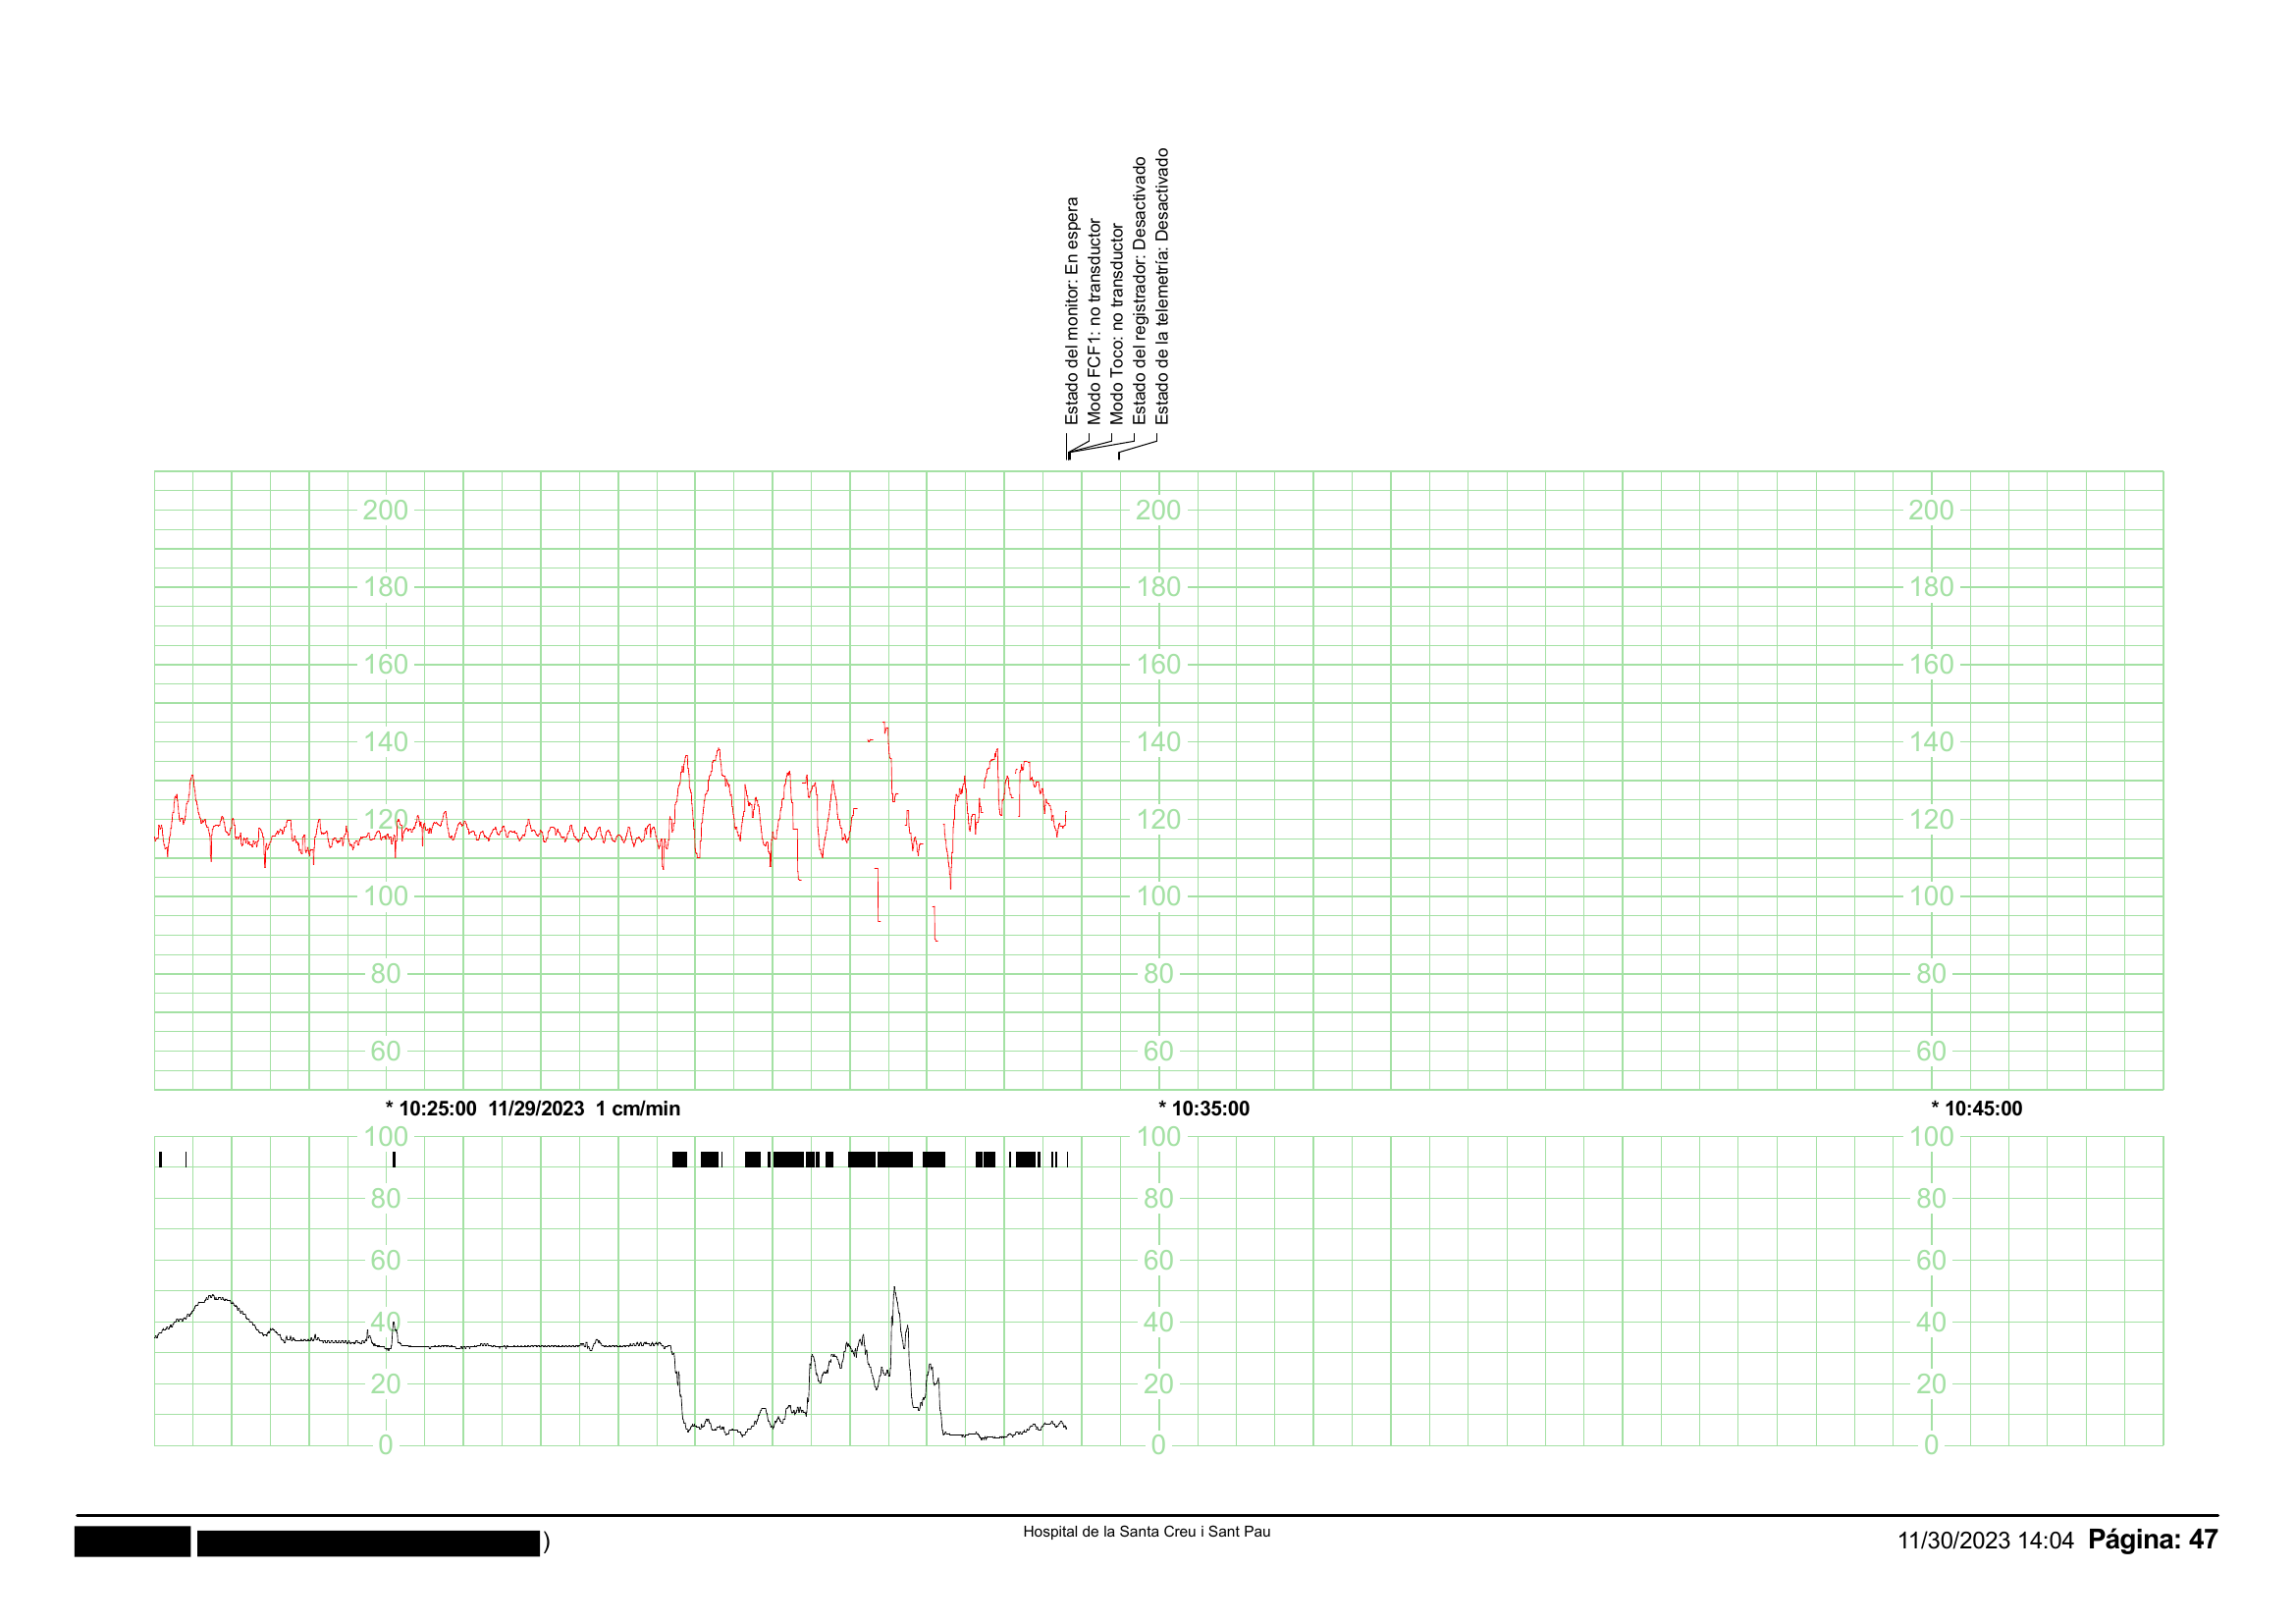 Estado del monitor: En espera
Modo FCF1: no transductor
Modo Toco: no transductor
Estado del registrador: Desactivado
Estado de la telemetría: Desactivado
200 200 200
180 180 180
160 160 160
140 140 140
120 120 120
100 100 100
80 80 80
60 60 60
* 10:25:00 11/29/2023 1 cm/min * 10:35:00 * 10:45:00
100 100 100
80 80 80
60 60 60
40 40 40
20 20 20
0 0 0
) Hospital de la Santa Creu i Sant Pau 11/30/2023 14:04 Página: 47